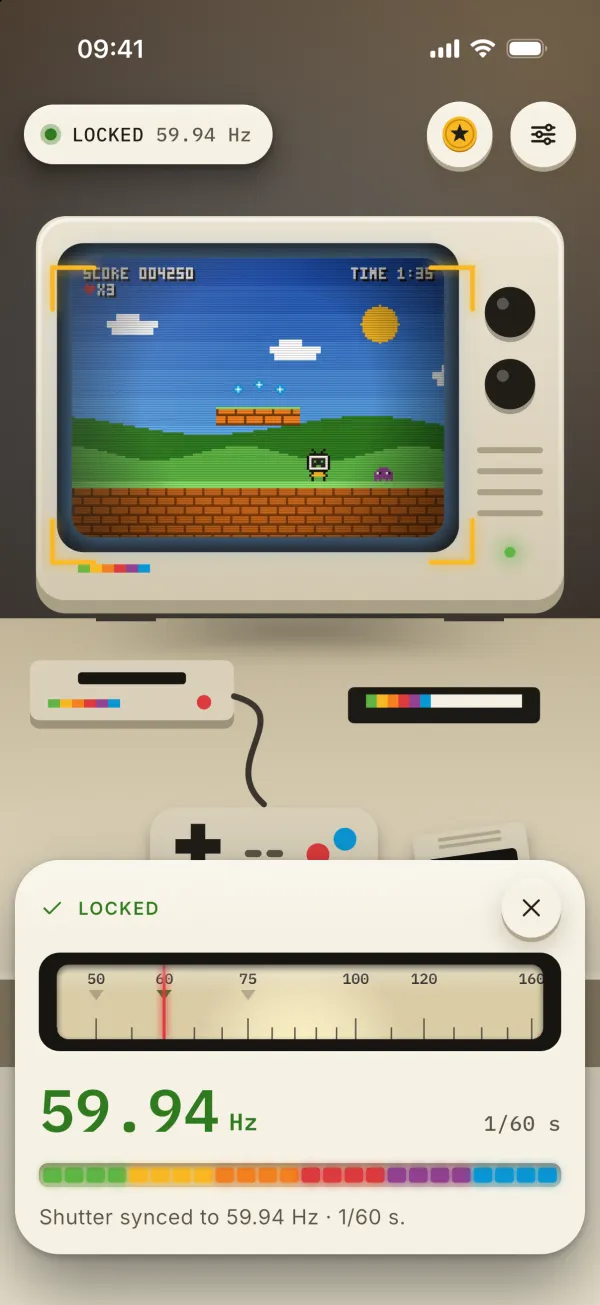 09:41
LOCKED 59.94 Hz
SCORE 004250
TIME 1:35
X3
LOCKED
50 60 75 100 120 160
59.94 Hz
1/60 s
Shutter synced to 59.94 Hz · 1/60 s.